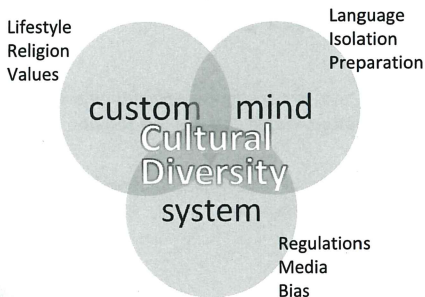 Lifestyle
Religion
Values
Language
Isolation
Preparation
custom
mind
Cultural
Diversity
system
Regulations
Media
Bias